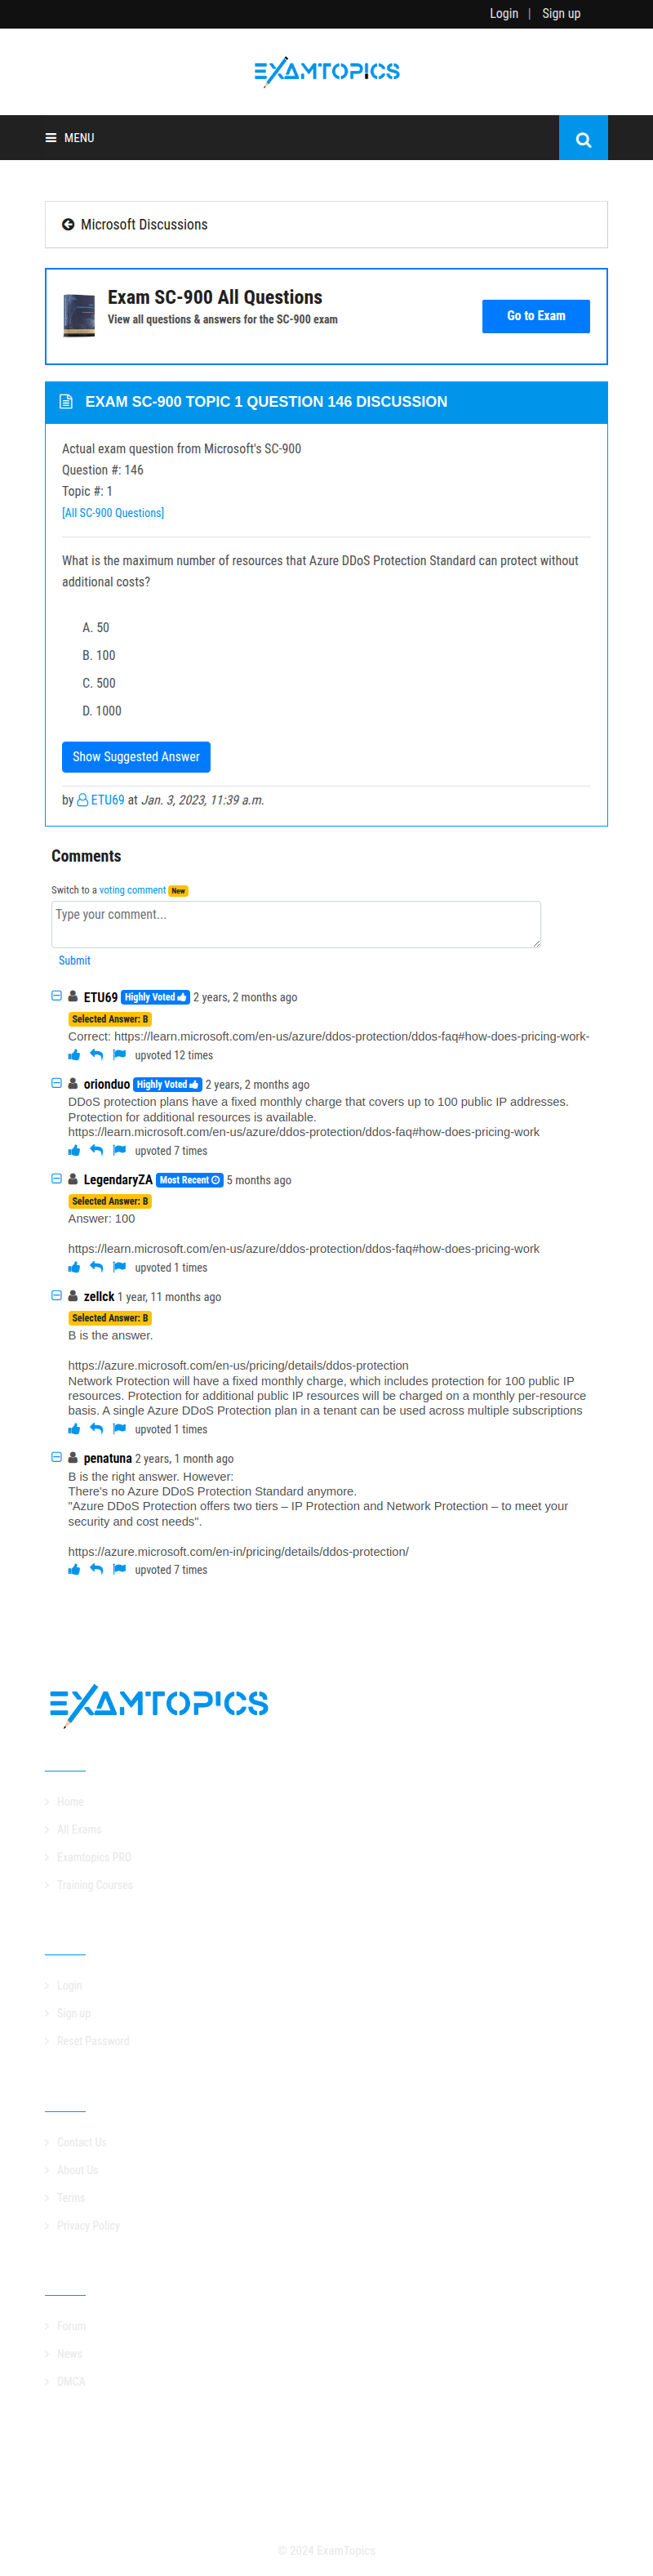 Login | Sign up
EXAMTOPICS
MENU
Microsoft Discussions
Exam SC-900 All Questions
View all questions & answers for the SC-900 exam
Go to Exam
EXAM SC-900 TOPIC 1 QUESTION 146 DISCUSSION
Actual exam question from Microsoft's SC-900
Question #: 146
Topic #: 1
[All SC-900 Questions]
What is the maximum number of resources that Azure DDoS Protection Standard can protect without
additional costs?
A. 50
B. 100
C. 500
D. 1000
Show Suggested Answer
by ETU69 at Jan. 3, 2023, 11:39 a.m.
Comments
Switch to a voting comment New
Type your comment...
Submit
ETU69 Highly Voted 2 years, 2 months ago
Selected Answer: B
Correct: https://learn.microsoft.com/en-us/azure/ddos-protection/ddos-faq#how-does-pricing-work-
upvoted 12 times
orionduo Highly Voted 2 years, 2 months ago
DDoS protection plans have a fixed monthly charge that covers up to 100 public IP addresses.
Protection for additional resources is available.
https://learn.microsoft.com/en-us/azure/ddos-protection/ddos-faq#how-does-pricing-work
upvoted 7 times
LegendaryZA Most Recent 5 months ago
Selected Answer: B
Answer: 100
https://learn.microsoft.com/en-us/azure/ddos-protection/ddos-faq#how-does-pricing-work
upvoted 1 times
zellck 1 year, 11 months ago
Selected Answer: B
B is the answer.
https://azure.microsoft.com/en-us/pricing/details/ddos-protection
Network Protection will have a fixed monthly charge, which includes protection for 100 public IP
resources. Protection for additional public IP resources will be charged on a monthly per-resource
basis. A single Azure DDoS Protection plan in a tenant can be used across multiple subscriptions
upvoted 1 times
penatuna 2 years, 1 month ago
B is the right answer. However:
There's no Azure DDoS Protection Standard anymore.
"Azure DDoS Protection offers two tiers – IP Protection and Network Protection – to meet your
security and cost needs".
https://azure.microsoft.com/en-in/pricing/details/ddos-protection/
upvoted 7 times
EXAMTOPICS
Home
All Exams
Examtopics PRO
Training Courses
Login
Sign up
Reset Password
Contact Us
About Us
Terms
Privacy Policy
Forum
News
DMCA
© 2024 ExamTopics